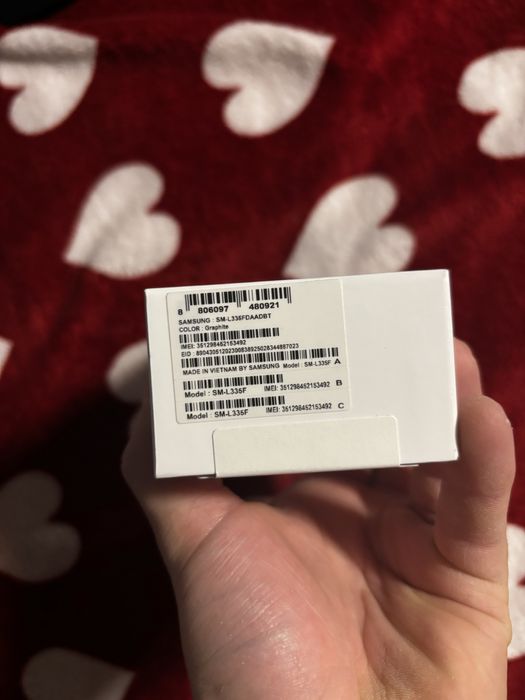 8 806097 480921
SAMSUNG : SM-L335FDAADBT
COLOR : Graphite
IMEI: 351298452153492
EID : 89043051202300838925028344887023
MADE IN VIETNAM BY SAMSUNG Model : SM-L335F A
Model : SM-L335F IMEI: 351298452153492 B
Model : SM-L335F IMEI: 351298452153492 C